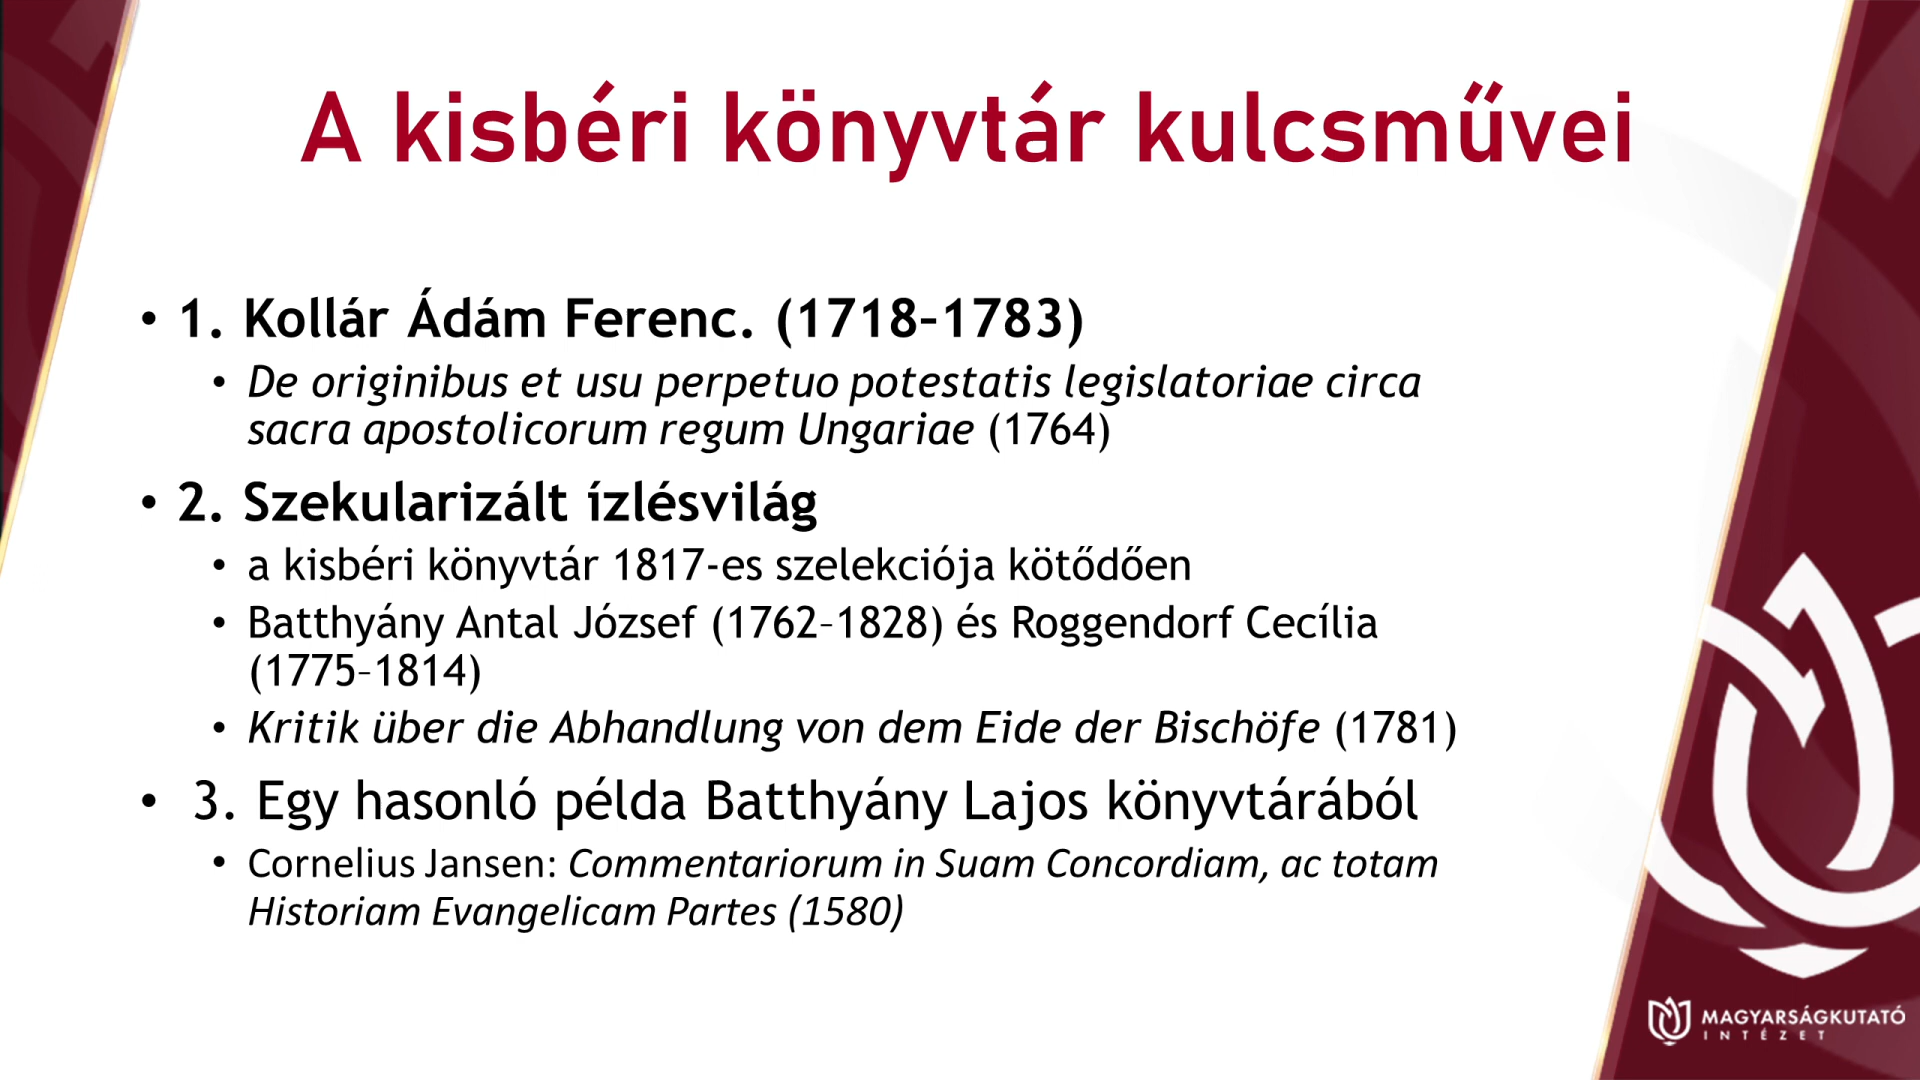 A kisbéri könyvtár kulcsművei
• 1. Kollár Ádám Ferenc. (1718–1783)
• De originibus et usu perpetuo potestatis legislatoriae circa
sacra apostolicorum regum Ungariae (1764)
• 2. Szekularizált ízlésvilág
• a kisbéri könyvtár 1817-es szelekciója kötődően
• Batthyány Antal József (1762–1828) és Roggendorf Cecília
(1775–1814)
• Kritik über die Abhandlung von dem Eide der Bischöfe (1781)
• 3. Egy hasonló példa Batthyány Lajos könyvtárából
• Cornelius Jansen: Commentariorum in Suam Concordiam, ac totam
Historiam Evangelicam Partes (1580)
MAGYARSÁGKUTATÓ
INTÉZET